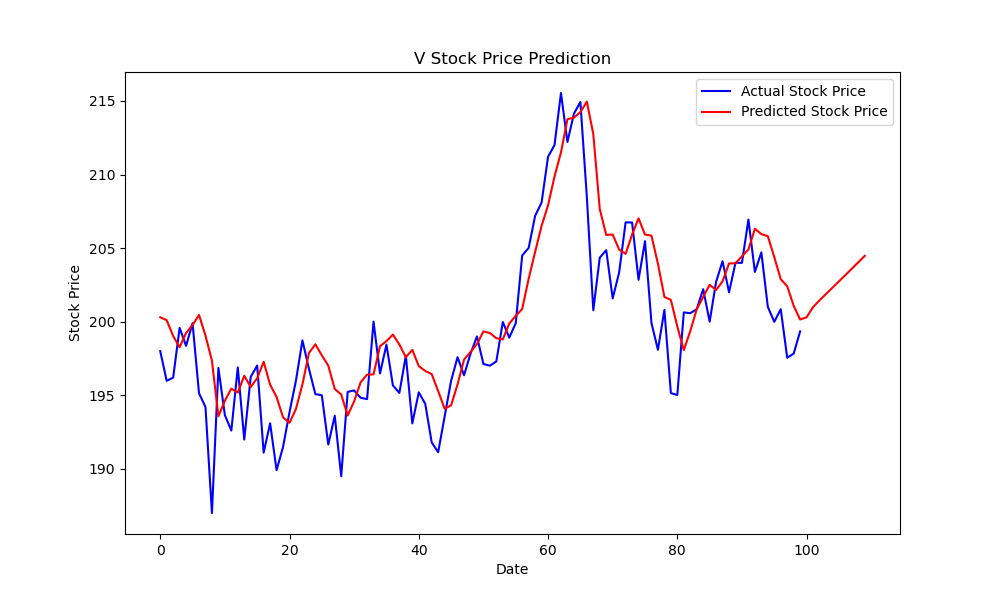 V Stock Price Prediction
Actual Stock Price
Predicted Stock Price
Stock Price
215
210
205
200
195
190
0 20 40 60 80 100
Date